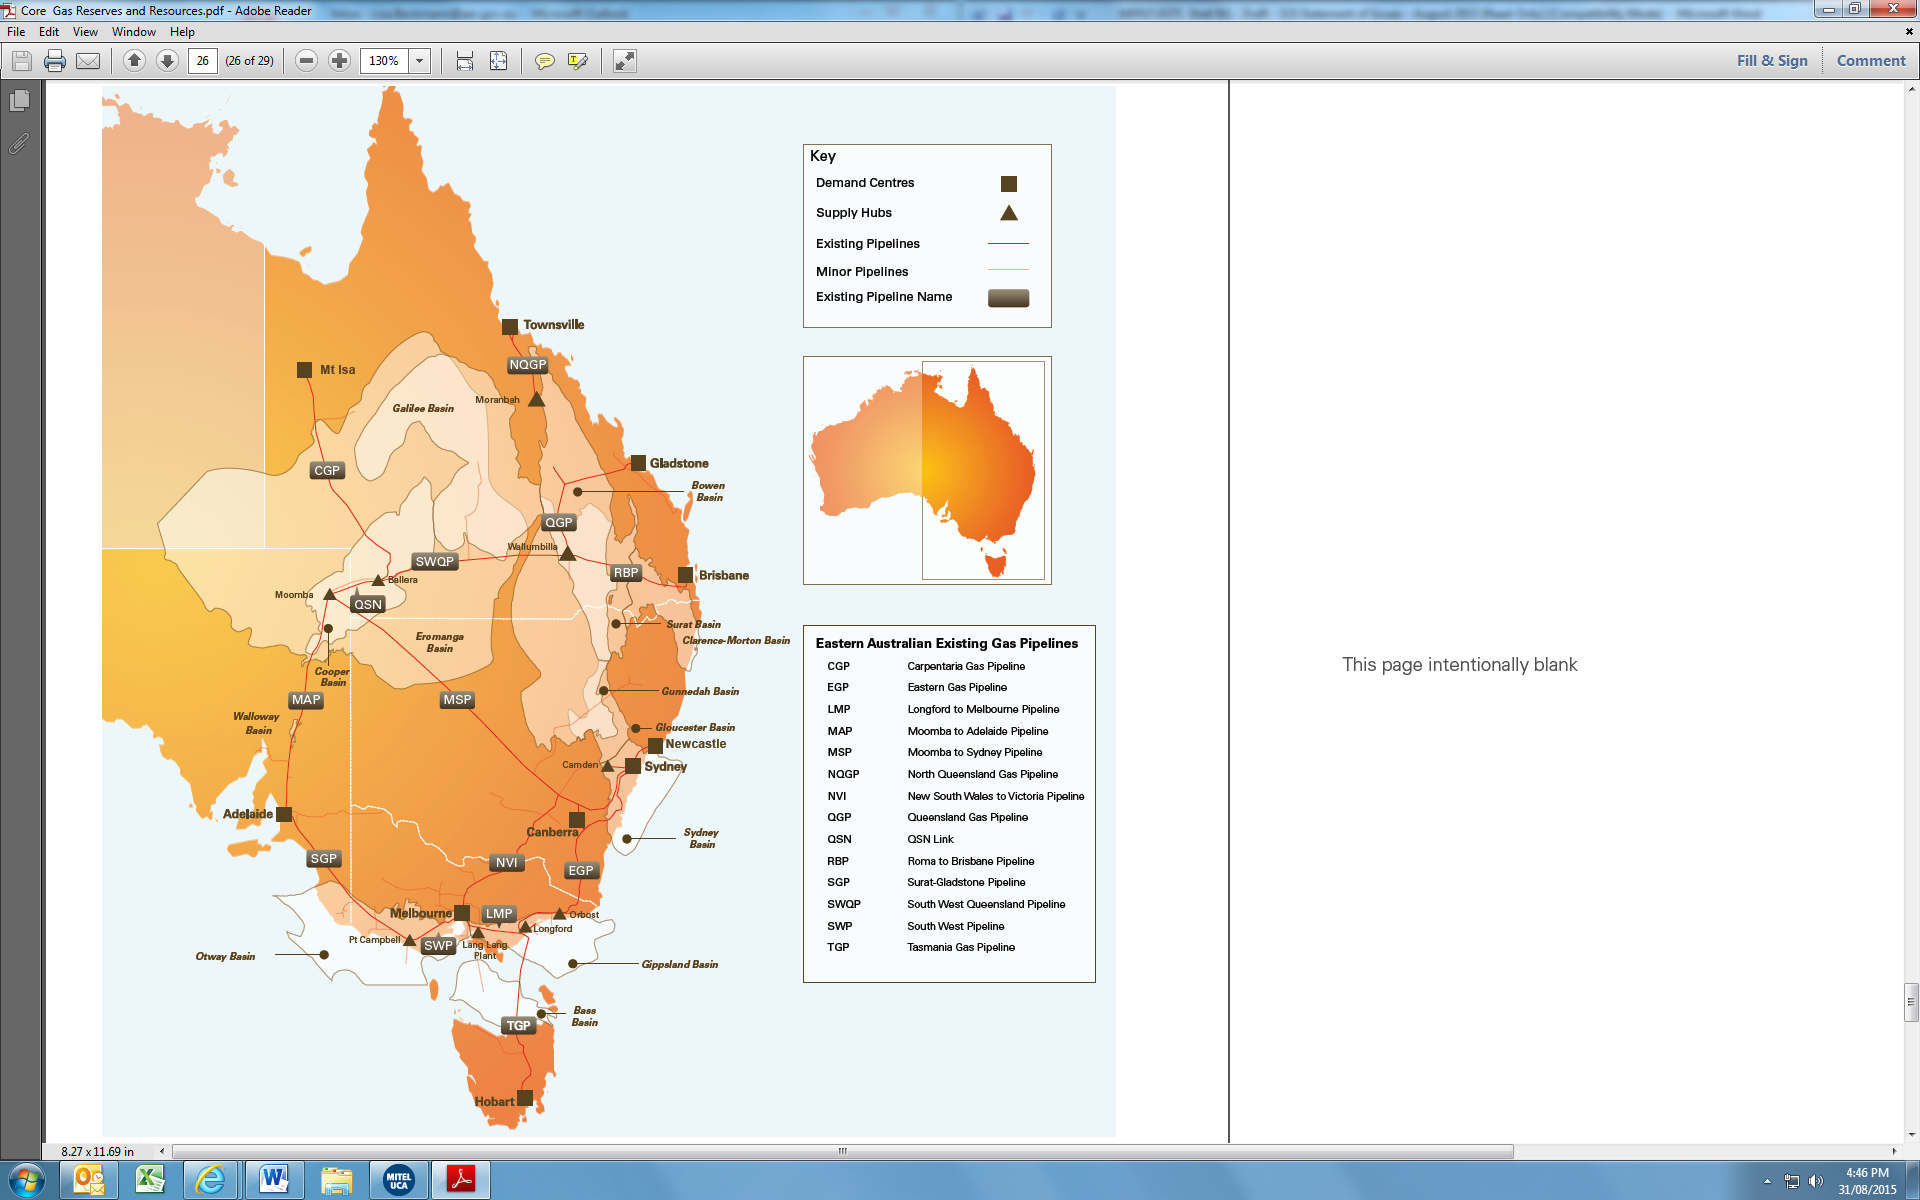 Core Gas Reserves and Resources.pdf - Adobe Reader
File Edit View Window Help
26 (26 of 29) 130% Fill & Sign Comment
Key
Demand Centres
Supply Hubs
Existing Pipelines
Minor Pipelines
Existing Pipeline Name
Townsville
NQGP
Mt Isa
Moranbah
Galilee Basin
Gladstone
CGP
Bowen
Basin
QGP
Wallumbilla
SWQP
RBP
Brisbane
Ballera
Moomba
QSN
Surat Basin
Eromanga
Basin
Clarence-Morton Basin
Cooper
Basin
Gunnedah Basin
MAP
MSP
Walloway
Basin
Gloucester Basin
Newcastle
Camden
Sydney
Adelaide
Canberra
Sydney
Basin
SGP
NVI
EGP
Melbourne
LMP
Orbost
Longford
Pt Campbell
SWP
Lang Lang
Plant
Otway Basin
Gippsland Basin
Bass
Basin
TGP
Hobart
Eastern Australian Existing Gas Pipelines
CGP Carpentaria Gas Pipeline
EGP Eastern Gas Pipeline
LMP Longford to Melbourne Pipeline
MAP Moomba to Adelaide Pipeline
MSP Moomba to Sydney Pipeline
NQGP North Queensland Gas Pipeline
NVI New South Wales to Victoria Pipeline
QGP Queensland Gas Pipeline
QSN QSN Link
RBP Roma to Brisbane Pipeline
SGP Surat-Gladstone Pipeline
SWQP South West Queensland Pipeline
SWP South West Pipeline
TGP Tasmania Gas Pipeline
This page intentionally blank
8.27 x 11.69 in
MITEL
UCA
4:46 PM
31/08/2015